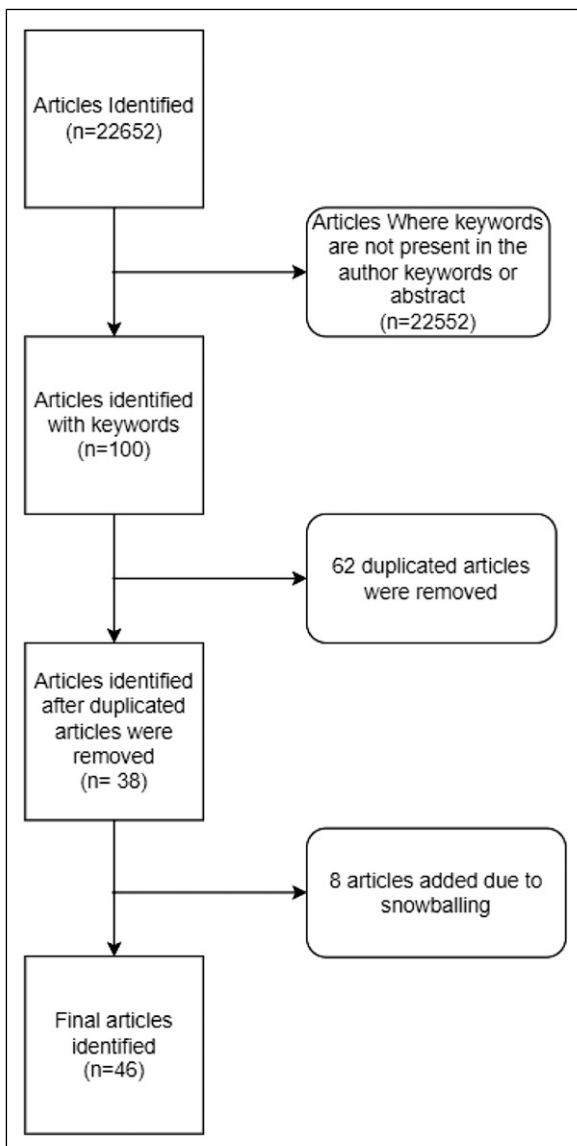 Articles Identified
(n=22652)
Articles Where keywords
are not present in the
author keywords or
abstract
(n=22552)
Articles identified
with keywords
(n=100)
62 duplicated articles
were removed
Articles identified
after duplicated
articles were
removed
(n= 38)
8 articles added due to
snowballing
Final articles
identified
(n=46)